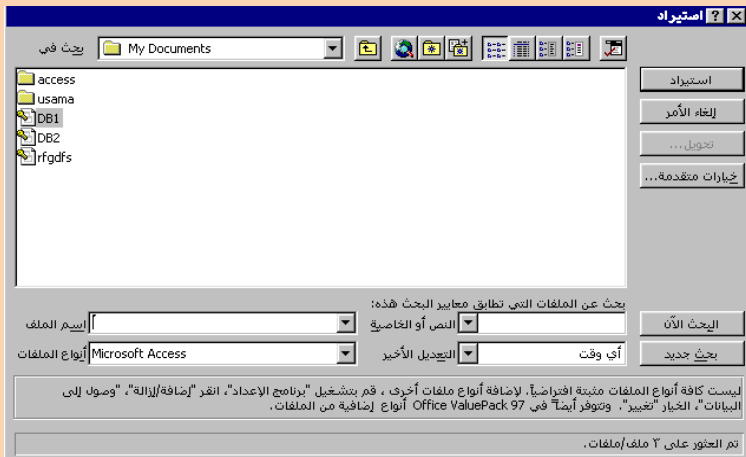 استيراد
بحث في
My Documents
access
usama
DB1
DB2
rfgdfs
استيراد
إلغاء الأمر
تحويل...
خيارات متقدمة...
بحث عن الملفات التي تطابق معايير البحث هذه:
اسم الملف
النص أو الخاصية
البحث الآن
أنواع الملفات Microsoft Access
التعديل الأخير أي وقت
بحث جديد
ليست كافة أنواع الملفات مثبتة افتراضياً. لإضافة أنواع ملفات أخرى ، قم بتشغيل "برنامج الإعداد"، انقر "إضافة/إزالة"، "وصول إلى
البيانات"، الخيار "تغيير". وتتوفر أيضاً في Office ValuePack 97 أنواع إضافية من الملفات.
تم العثور على ٣ ملف/ملفات.